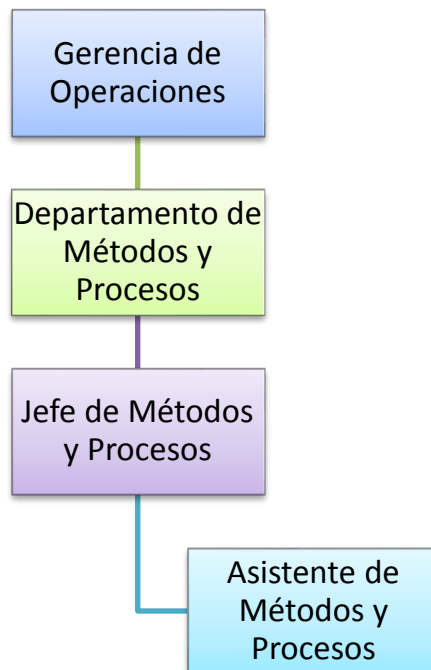 Gerencia de
Operaciones
Departamento de
Métodos y
Procesos
Jefe de Métodos
y Procesos
Asistente de
Métodos y
Procesos